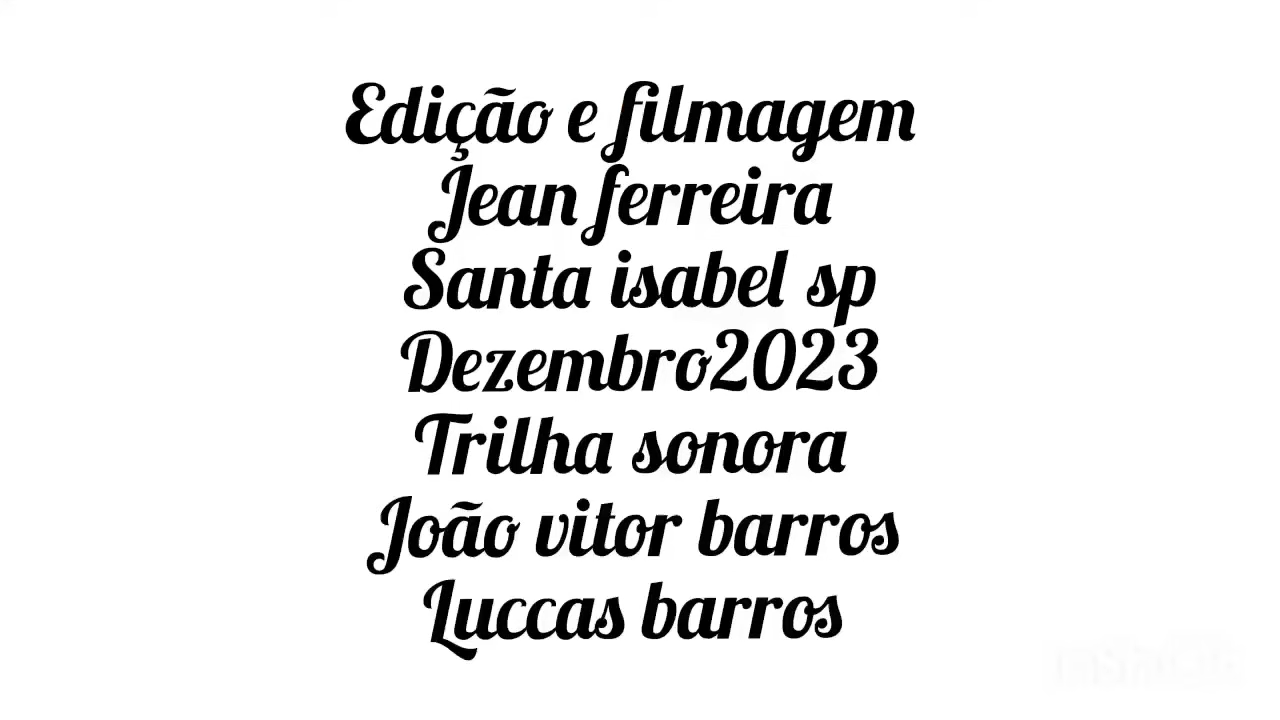 Edição e filmagem
Jean ferreira
Santa isabel sp
Dezembro2023
Trilha sonora
João vitor barros
Luccas barros